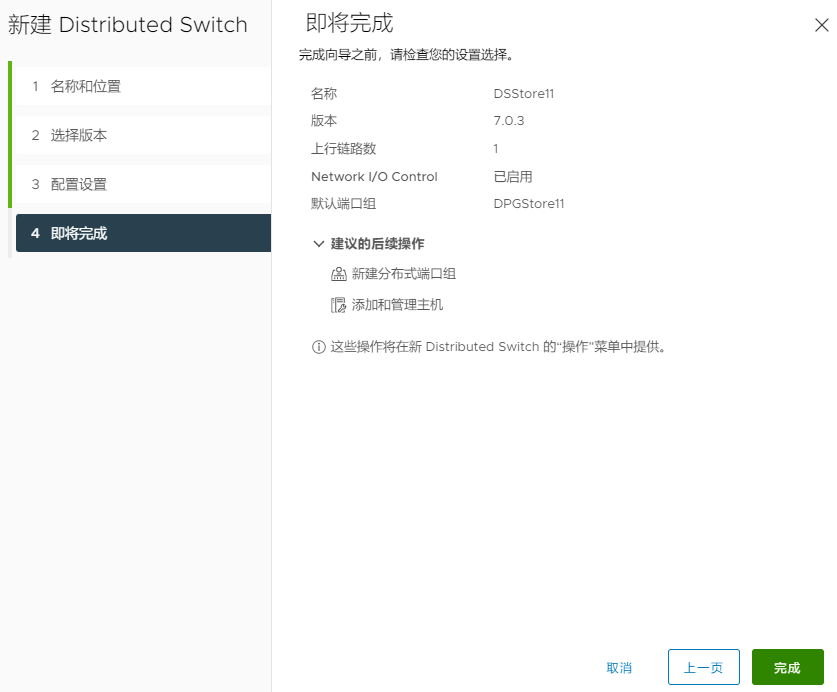 新建 Distributed Switch
1 名称和位置
2 选择版本
3 配置设置
4 即将完成
即将完成
完成向导之前，请检查您的设置选择。
名称 DSStore11
版本 7.0.3
上行链路数 1
Network I/O Control 已启用
默认端口组 DPGStore11
建议的后续操作
新建分布式端口组
添加和管理主机
这些操作将在新 Distributed Switch 的“操作”菜单中提供。
取消 上一页 完成